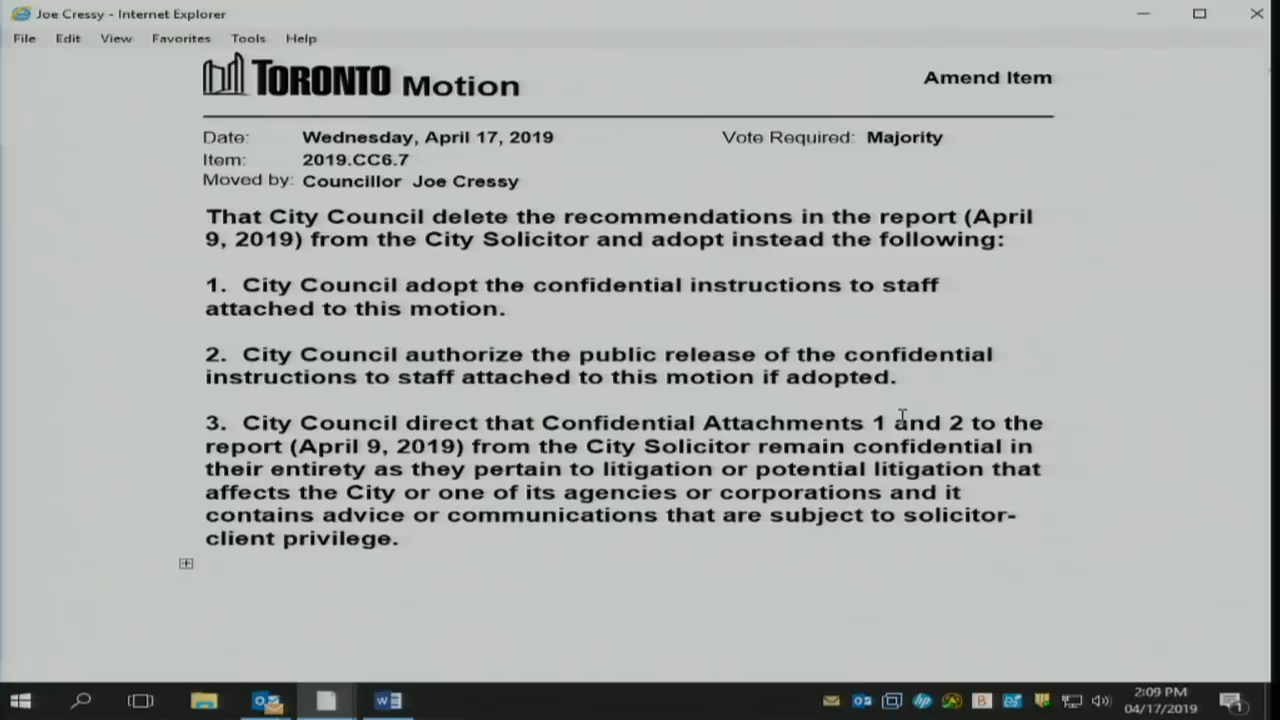 Joe Cressy - Internet Explorer
File Edit View Favorites Tools Help
TORONTO Motion
Amend Item
Date: Wednesday, April 17, 2019 Vote Required: Majority
Item: 2019.CC6.7
Moved by: Councillor Joe Cressy
That City Council delete the recommendations in the report (April
9, 2019) from the City Solicitor and adopt instead the following:
1. City Council adopt the confidential instructions to staff
attached to this motion.
2. City Council authorize the public release of the confidential
instructions to staff attached to this motion if adopted.
3. City Council direct that Confidential Attachments 1 and 2 to the
report (April 9, 2019) from the City Solicitor remain confidential in
their entirety as they pertain to litigation or potential litigation that
affects the City or one of its agencies or corporations and it
contains advice or communications that are subject to solicitor-
client privilege.
2:09 PM
04/17/2019